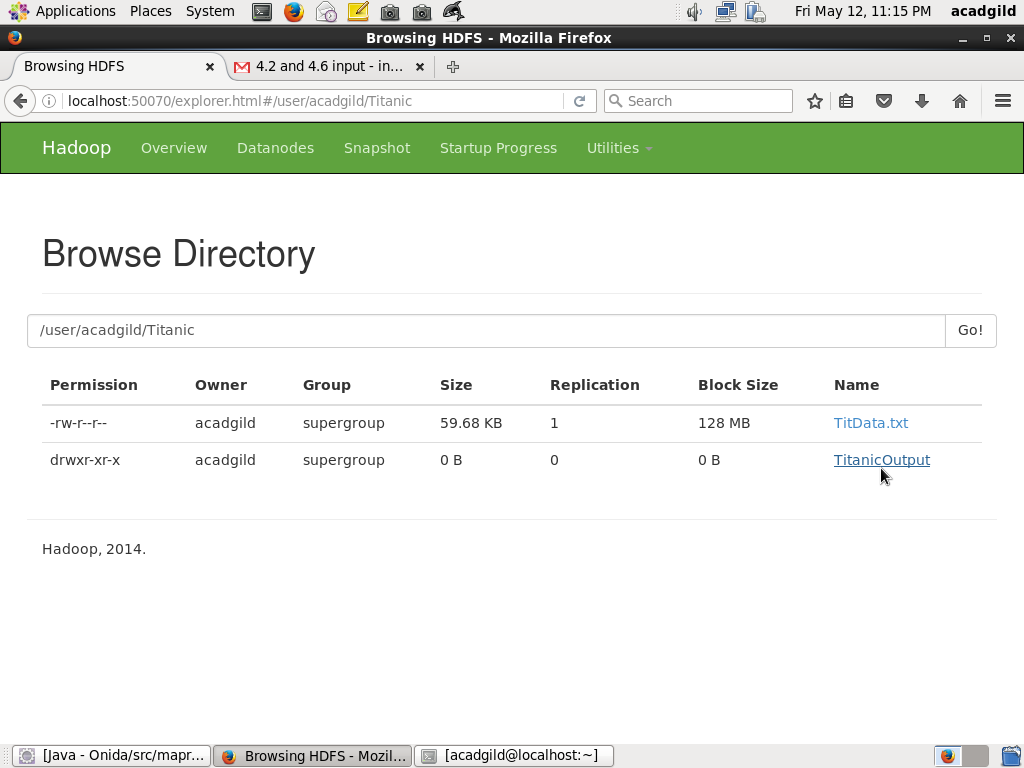 Applications Places System Fri May 12, 11:15 PM acadgild
Browsing HDFS - Mozilla Firefox
Browsing HDFS 4.2 and 4.6 input - in...
localhost:50070/explorer.html#/user/acadgild/Titanic Search
Hadoop Overview Datanodes Snapshot Startup Progress Utilities
Browse Directory
/user/acadgild/Titanic Go!
Permission Owner Group Size Replication Block Size Name
-rw-r--r-- acadgild supergroup 59.68 KB 1 128 MB TitData.txt
drwxr-xr-x acadgild supergroup 0 B 0 0 B TitanicOutput
Hadoop, 2014.
[Java - Onida/src/mapr... Browsing HDFS - Mozil... [acadgild@localhost:~]